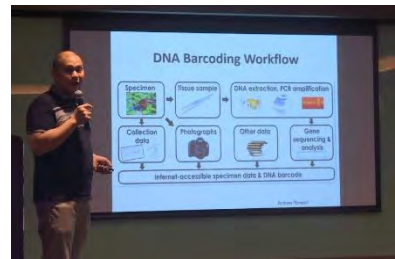 DNA Barcoding Workflow
Specimen
Tissue sample
DNA extraction, PCR amplification
Collection
data
Photographs
Other data
Gene
sequencing &
analysis
Internet-accessible specimen data & DNA barcode